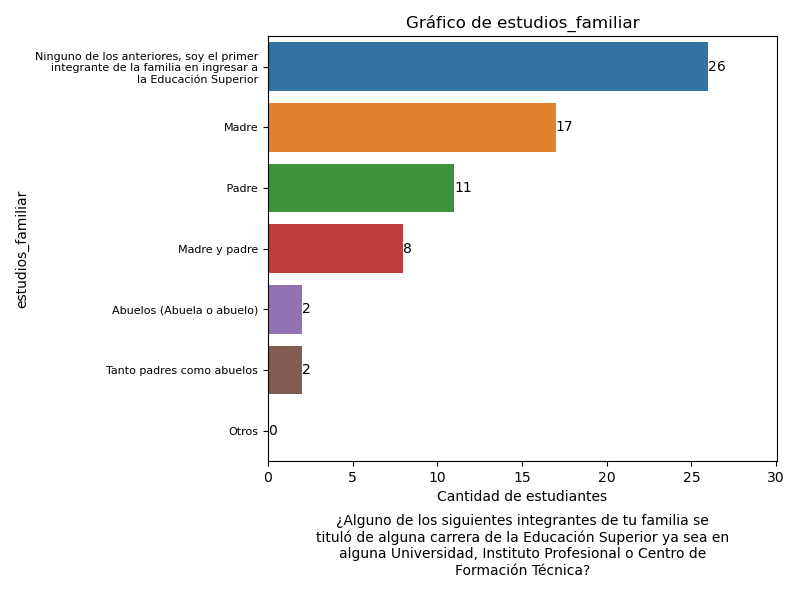 Gráfico de estudios_familiar
Ninguno de los anteriores, soy el primer
integrante de la familia en ingresar a
la Educación Superior
26
Madre
17
Padre
11
Madre y padre
8
Abuelos (Abuela o abuelo)
2
Tanto padres como abuelos
2
Otros
0
estudios_familiar
0 5 10 15 20 25 30
Cantidad de estudiantes
¿Alguno de los siguientes integrantes de tu familia se
tituló de alguna carrera de la Educación Superior ya sea en
alguna Universidad, Instituto Profesional o Centro de
Formación Técnica?